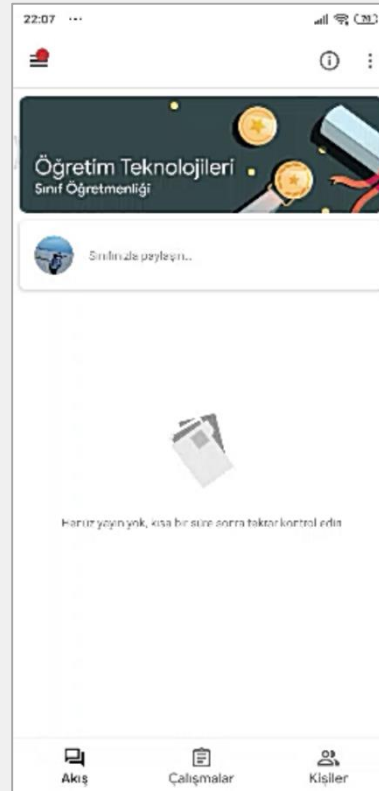 22:07 ...
70
Öğretim Teknolojileri
Sınıf Öğretmenliği
Sınıfınızla paylaşın...
Henüz yayın yok, kısa bir süre sonra tekrar kontrol edin
Akış
Çalışmalar
Kişiler